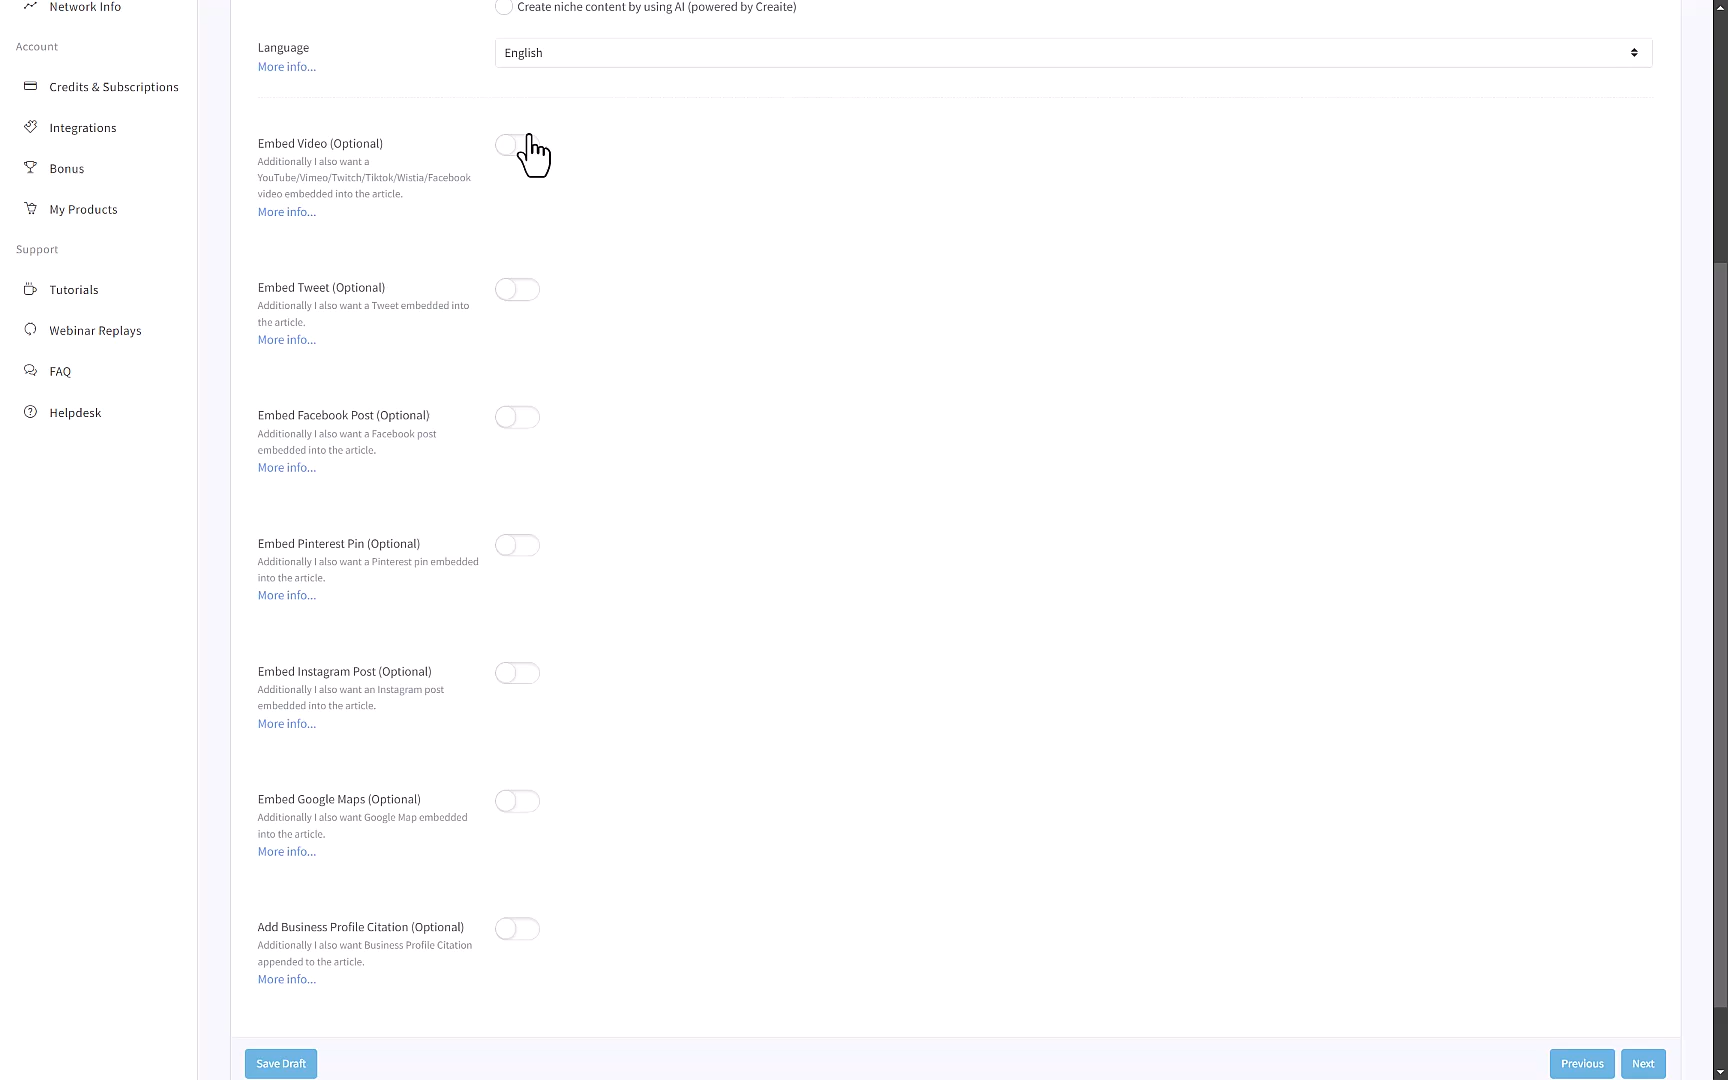 Network Info
Account
Credits & Subscriptions
Integrations
Bonus
My Products
Support
Tutorials
Webinar Replays
FAQ
Helpdesk
Create niche content by using AI (powered by Creaite)
Language
More info...
English
Embed Video (Optional)
Additionally I also want a
YouTube/Vimeo/Twitch/Tiktok/Wistia/Facebook
video embedded into the article.
More info...
Embed Tweet (Optional)
Additionally I also want a Tweet embedded into
the article.
More info...
Embed Facebook Post (Optional)
Additionally I also want a Facebook post
embedded into the article.
More info...
Embed Pinterest Pin (Optional)
Additionally I also want a Pinterest pin embedded
into the article.
More info...
Embed Instagram Post (Optional)
Additionally I also want an Instagram post
embedded into the article.
More info...
Embed Google Maps (Optional)
Additionally I also want Google Map embedded
into the article.
More info...
Add Business Profile Citation (Optional)
Additionally I also want Business Profile Citation
appended to the article.
More info...
Save Draft
Previous
Next